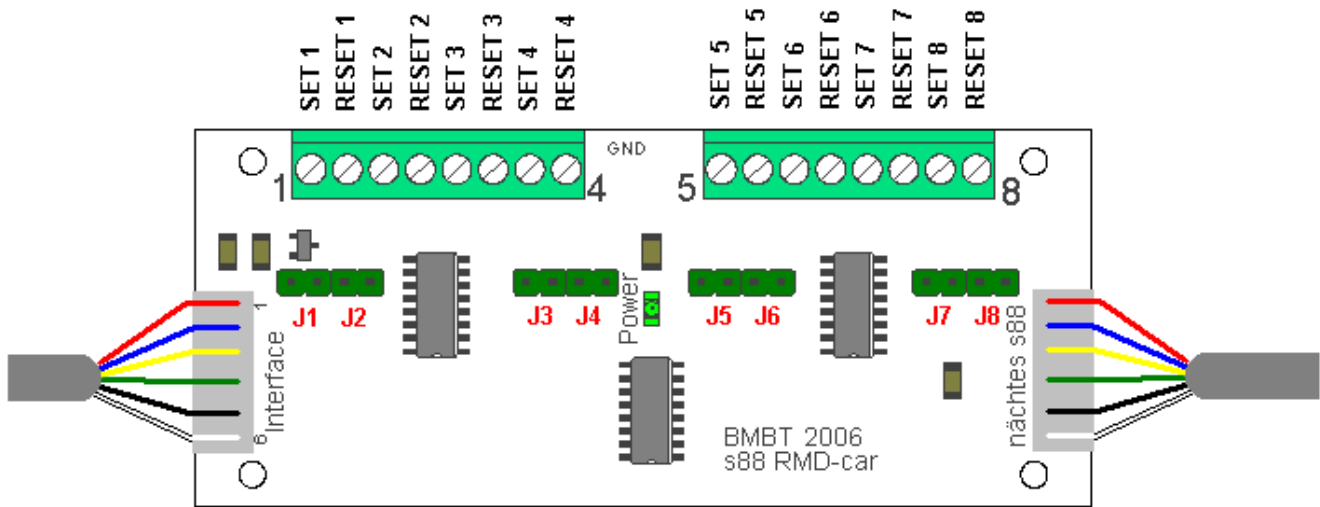 SET 1
RESET 1
SET 2
RESET 2
SET 3
RESET 3
SET 4
RESET 4
SET 5
RESET 5
SET 6
RESET 6
SET 7
RESET 7
SET 8
RESET 8
GND
1
4
5
8
J1
J2
J3
J4
Power
J5
J6
J7
J8
1
Interface
6
nächtes s88
BMBT 2006
s88 RMD-car